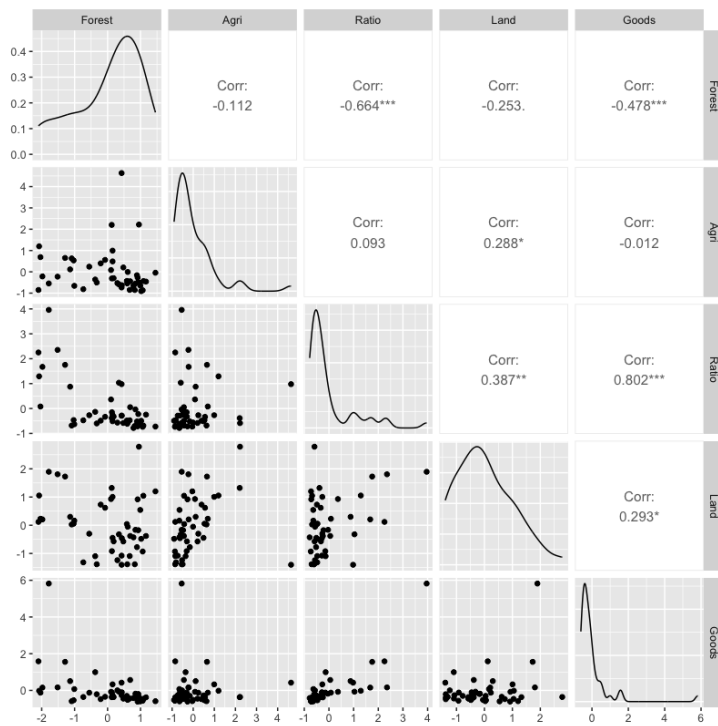 Forest Agri Ratio Land Goods
0.4
0.3
0.2
0.1
0.0
Corr:
-0.112
Corr:
-0.664***
Corr:
-0.253.
Corr:
-0.478***
Forest
4
3
2
1
0
-1
Corr:
0.093
Corr:
0.288*
Corr:
-0.012
Agri
4
3
2
1
0
-1
Corr:
0.387**
Corr:
0.802***
Ratio
2
1
0
-1
Corr:
0.293*
Land
6
4
2
0
Goods
-2 -1 0 1 -1 0 1 2 3 4 -1 0 1 2 3 4 -1 0 1 2 0 2 4 6